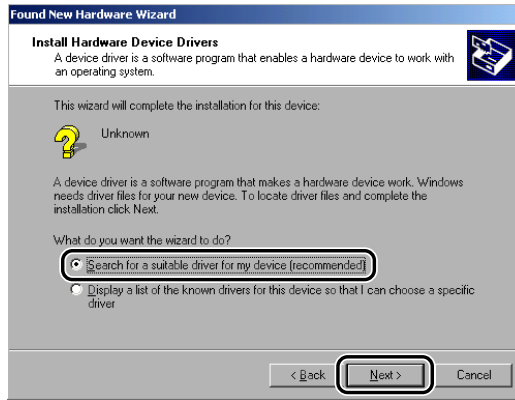 Found New Hardware Wizard
Install Hardware Device Drivers
A device driver is a software program that enables a hardware device to work with
an operating system.
This wizard will complete the installation for this device:
Unknown
A device driver is a software program that makes a hardware device work. Windows
needs driver files for your new device. To locate driver files and complete the
installation click Next.
What do you want the wizard to do?
Search for a suitable driver for my device (recommended)
Display a list of the known drivers for this device so that I can choose a specific
driver
< Back Next > Cancel